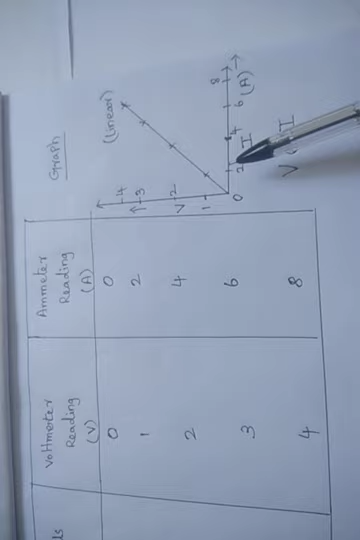 ds
Voltmeter
Reading
(V)
Ammeter
Reading
(A)
0 0
1 2
2 4
3 6
4 8
Graph
(linear)
4
3
V 2
1
0 2 4 6 8
I (A) →
V I